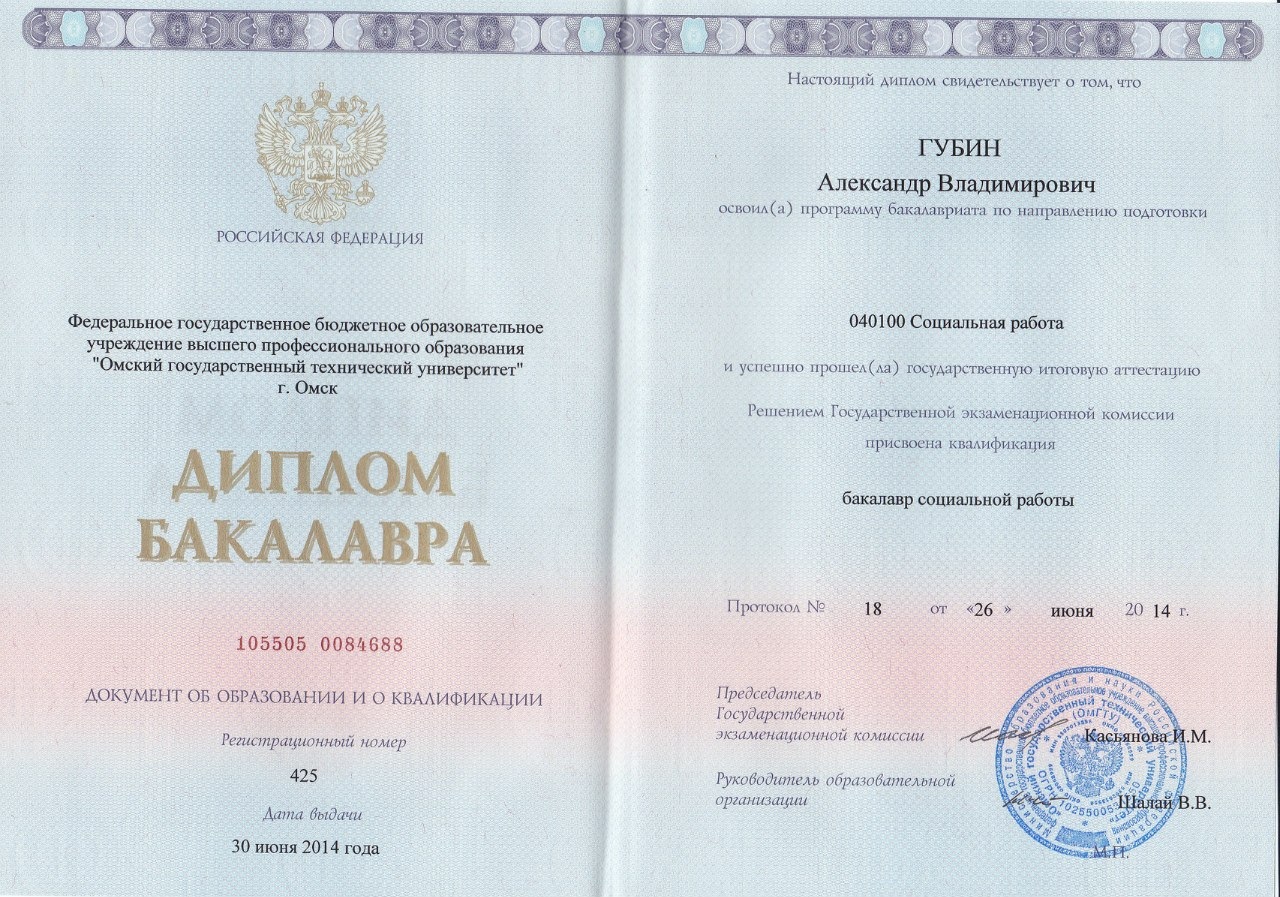 РОССИЙСКАЯ ФЕДЕРАЦИЯ
Федеральное государственное бюджетное образовательное
учреждение высшего профессионального образования
"Омский государственный технический университет"
г. Омск
ДИПЛОМ
БАКАЛАВРА
105505 0084688
ДОКУМЕНТ ОБ ОБРАЗОВАНИИ И О КВАЛИФИКАЦИИ
Регистрационный номер
425
Дата выдачи
30 июня 2014 года
Настоящий диплом свидетельствует о том, что
ГУБИН
Александр Владимирович
освоил(а) программу бакалавриата по направлению подготовки
040100 Социальная работа
и успешно прошел(ла) государственную итоговую аттестацию
Решением Государственной экзаменационной комиссии
присвоена квалификация
бакалавр социальной работы
Протокол № 18 от «26 » июня 20 14 г.
Председатель
Государственной
экзаменационной комиссии Касьянова И.М.
Руководитель образовательной
организации Шалай В.В.
М.П.
(ОмГТУ)